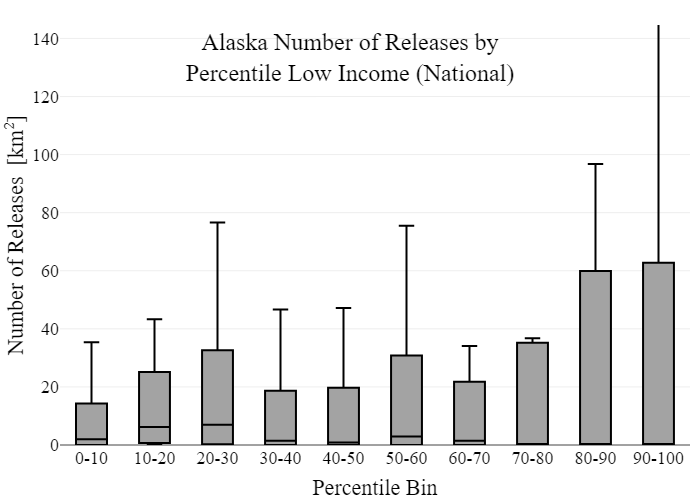 Alaska Number of Releases by
Percentile Low Income (National)
Number of Releases [km²]
140
120
100
80
60
40
20
0
0-10 10-20 20-30 30-40 40-50 50-60 60-70 70-80 80-90 90-100
Percentile Bin